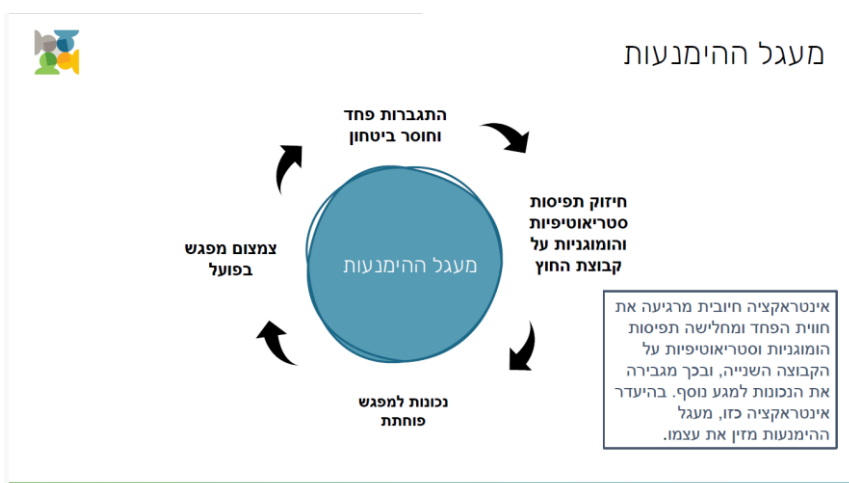 מעגל ההימנעות
התגברות פחד
וחוסר ביטחון
חיזוק תפיסות
סטריאוטיפיות
והומוגניות על
קבוצת החוץ
צמצום מפגש
בפועל
מעגל ההימנעות
אינטראקציה חיובית מרגיעה את
חווית הפחד ומחלישה תפיסות
הומוגניות וסטריאוטיפיות על
הקבוצה השנייה, ובכך מגבירה
את הנכונות למגע נוסף. בהיעדר
אינטראקציה כזו, מעגל
ההימנעות מזין את עצמו.
נכונות למפגש
פוחתת